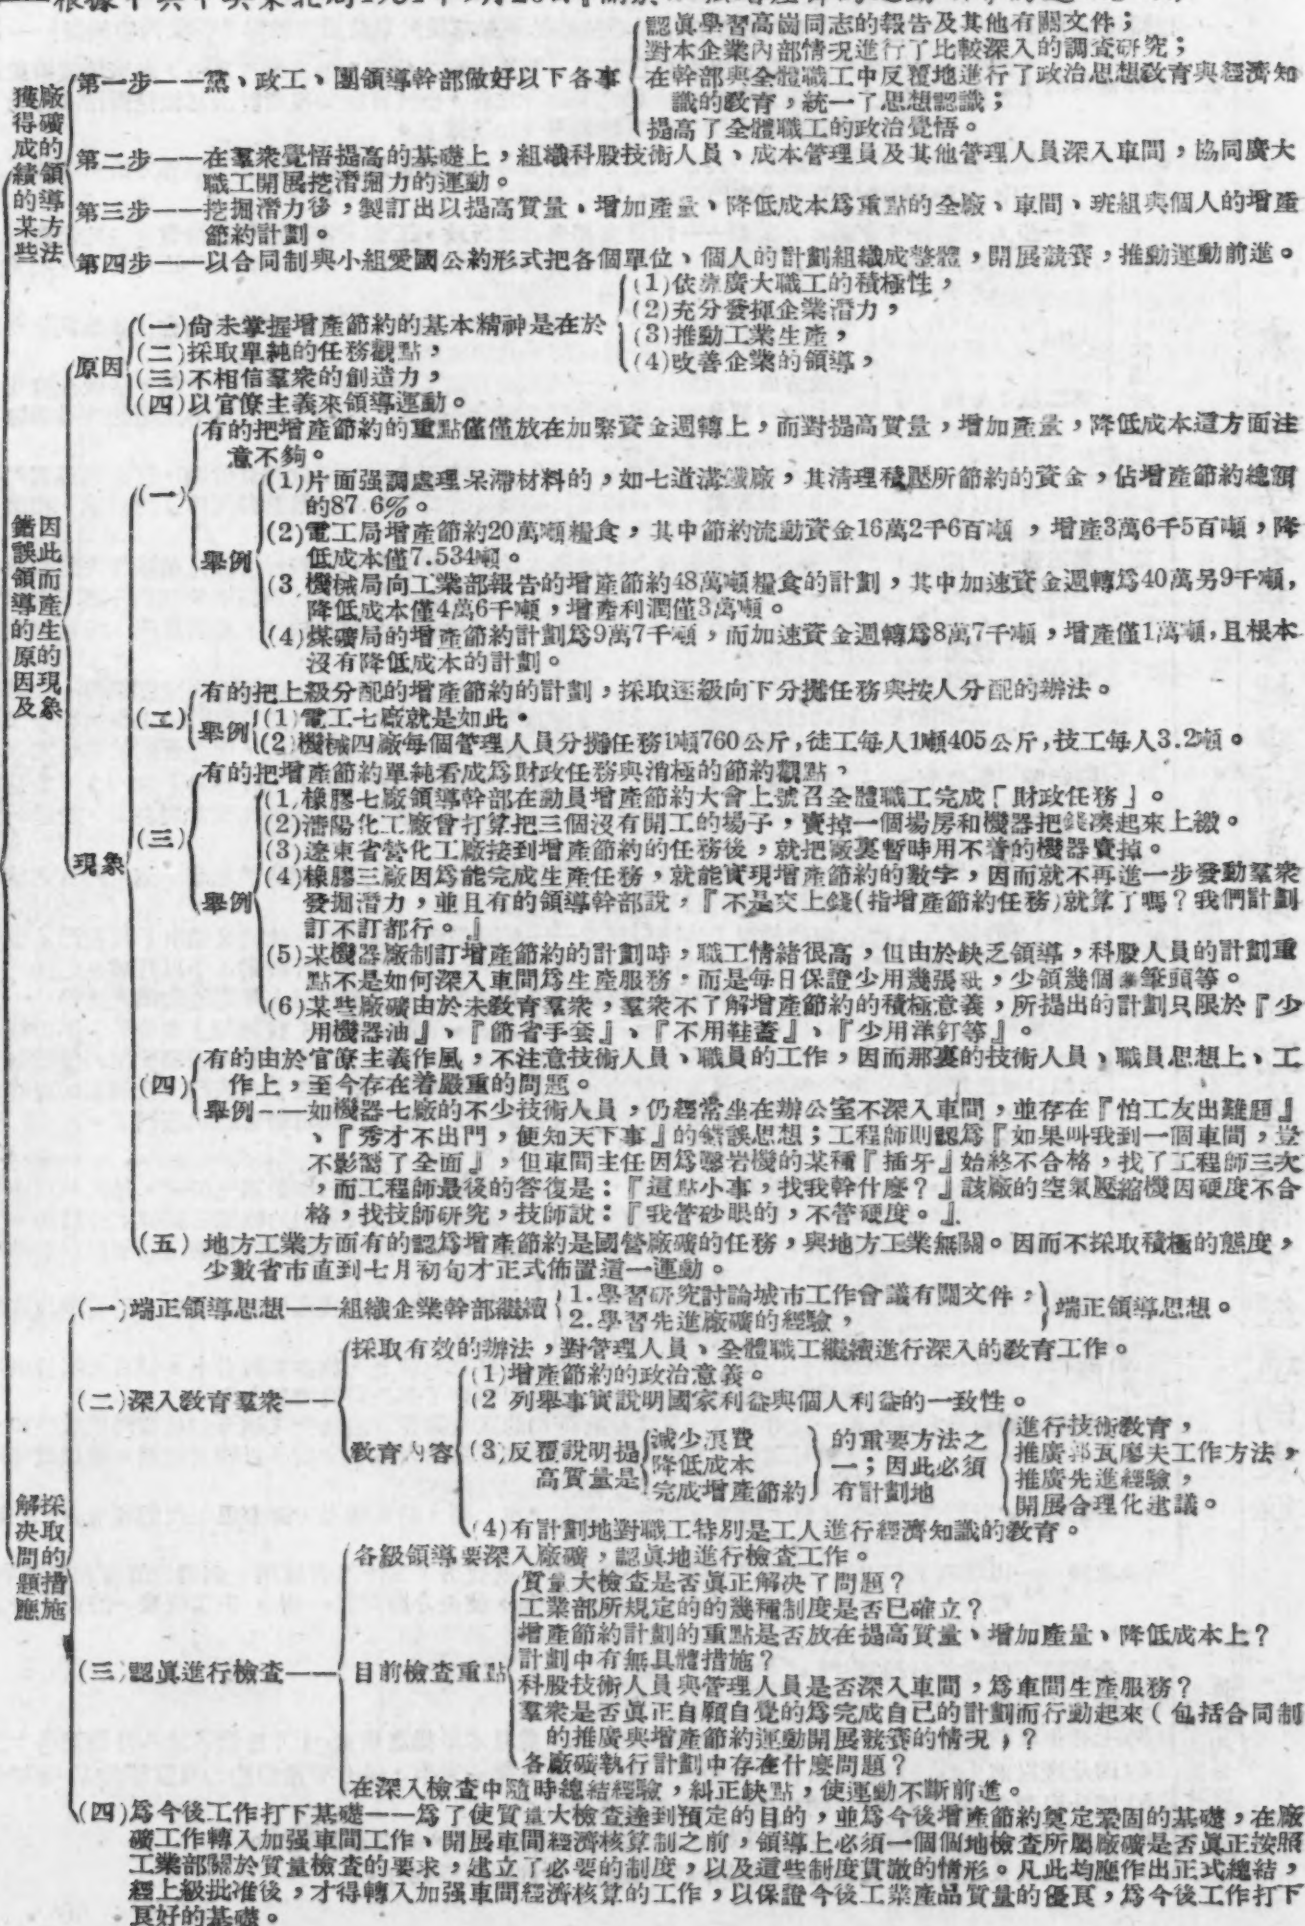 認眞學習高崗同志的報告及其他有關文件；
對本企業內部情况進行了比較深入的調查研究；
第一步——黨、政工、團領導幹部做好以下各事
在幹部與全體職工中反覆地進行了政治思想敎育與經濟知
識的敎育，統一了思想認識；
提高了全體職工的政治覺悟。
廠礦的領導方法
獲得成績的某些
第二步——在羣衆覺悟提高的基礎上，組織科股技術人員、成本管理員及其他管理人員深入車間，協同廣大
職工開展挖潛掘力的運動。
第三步——挖掘潛力後，製訂出以提高質量、增加產量、降低成本爲重點的全廠、車間、班組與個人的增產
節約計劃。
第四步——以合同制與小組愛國公約形式把各個單位、個人的計劃組織成整體，開展競賽，推動運動前進。
因此而產生的現象
錯誤領導的原因及
原因
(一)尙未掌握增產節約的基本精神是在於
(1)依靠廣大職工的積極性，
(2)充分發揮企業潛力，
(3)推動工業生產，
(4)改善企業的領導，
(二)採取單純的任務觀點，
(三)不相信羣衆的創造力，
(四)以官僚主義來領導運動。
現象
(一)
有的把增產節約的重點僅僅放在加緊資金週轉上，而對提高質量，增加產量，降低成本這方面注
意不夠。
舉例
(1)片面强調處理呆滯材料的，如七道溝鐵廠，其清理積壓所節約的資金，佔增產節約總額
的87.6%。
(2)電工局增產節約20萬噸糧食，其中節約流動資金16萬2千6百噸，增產3萬6千5百噸，降
低成本僅7.534噸。
(3 機械局向工業部報告的增產節約48萬噸糧食的計劃，其中加速資金週轉爲40萬另9千噸，
降低成本僅4萬6千噸，增產利潤僅3萬噸。
(4)煤礦局的增產節約計劃爲9萬7千噸，而加速資金週轉爲8萬7千噸，增產僅1萬噸，且根本
沒有降低成本的計劃。
(二)
有的把上級分配的增產節約的計劃，採取逐級向下分攤任務與按人分配的辦法。
舉例
(1)電工七廠就是如此。
(2)機械四廠每個管理人員分攤任務1噸760公斤，徒工每人1噸405公斤，技工每人3.2噸。
(三)
有的把增產節約單純看成爲財政任務與消極的節約觀點，
舉例
(1)橡膠七廠領導幹部在動員增產節約大會上號召全體職工完成「財政任務」。
(2)瀋陽化工廠曾打算把三個沒有開工的場子，賣掉一個場房和機器把錢凑起來上繳。
(3)遼東省營化工廠接到增產節約的任務後，就把廠裏暫時用不着的機器賣掉。
(4)橡膠三廠因爲能完成生產任務，就能實現增產節約的數字，因而就不再進一步發動羣衆
發掘潛力，並且有的領導幹部說，『不是交上錢(指增產節約任務)就算了嗎？我們計劃
訂不訂都行。』
(5)某機器廠制訂增產節約的計劃時，職工情緒很高，但由於缺乏領導，科股人員的計劃重
點不是如何深入車間爲生產服務，而是每日保證少用幾張紙，少領幾個筆頭等。
(6)某些廠礦由於未敎育羣衆，羣衆不了解增產節約的積極意義，所提出的計劃只限於『少
用機器油』、『節省手套』、『不用鞋蓋』、『少用洋釘等』。
(四)
有的由於官僚主義作風，不注意技術人員、職員的工作，因而那裏的技術人員、職員思想上、工
作上，至今存在着嚴重的問題。
舉例——如機器七廠的不少技術人員，仍經常坐在辦公室不深入車間，並存在『怕工友出難題』
、『秀才不出門，便知天下事』的錯誤思想；工程師則認爲『如果叫我到一個車間，豈
不影響了全面』，但車間主任因爲鑿岩機的某種『插牙』始終不合格，找了工程師三次
，而工程師最後的答復是：『這點小事，找我幹什麽？』該廠的空氣壓縮機因硬度不合
格，找技師研究，技師說：『我管砂眼的，不管硬度。』
(五) 地方工業方面有的認爲增產節約是國營廠礦的任務，與地方工業無關。因而不採取積極的態度，
少數省市直到七月初旬才正式佈置這一運動。
採取的措施
解决問題應
(一)端正領導思想——組織企業幹部繼續
1.學習研究討論城市工作會議有關文件，
2.學習先進廠礦的經驗，
端正領導思想。
(二)深入敎育羣衆——
採取有效的辦法，對管理人員、全體職工繼續進行深入的敎育工作。
敎育內容
(1)增產節約的政治意義。
(2 列舉事實說明國家利益與個人利益的一致性。
(3)反覆說明提
高質量是
減少浪費
降低成本
完成增產節約
的重要方法之
一；因此必須
有計劃地
進行技術敎育，
推廣郭瓦廖夫工作方法，
推廣先進經驗，
開展合理化建議。
(4)有計劃地對職工特別是工人進行經濟知識的敎育。
(三)認眞進行檢查——
各級領導要深入廠礦，認眞地進行檢查工作。
目前檢查重點
質量大檢查是否眞正解决了問題？
工業部所規定的的幾種制度是否已確立？
增產節約計劃的重點是否放在提高質量、增加產量、降低成本上？
計劃中有無具體措施？
科股技術人員與管理人員是否深入車間，爲車間生產服務？
羣衆是否眞正自願自覺的爲完成自己的計劃而行動起來(包括合同制
的推廣與增產節約運動開展競賽的情况)？
各廠礦執行計劃中存在什麽問題？
在深入檢查中隨時總結經驗，糾正缺點，使運動不斷前進。
(四)爲今後工作打下基礎——爲了使質量大檢查達到預定的目的，並爲今後增產節約奠定鞏固的基礎，在廠
礦工作轉入加强車間工作、開展車間經濟核算制之前，領導上必須一個個地檢查所屬廠礦是否眞正按照
工業部關於質量檢查的要求，建立了必要的制度，以及這些制度貫澈的情形。凡此均應作出正式總結，
經上級批准後，才得轉入加强車間經濟核算的工作，以保證今後工業產品質量的優良，爲今後工作打下
良好的基礎。